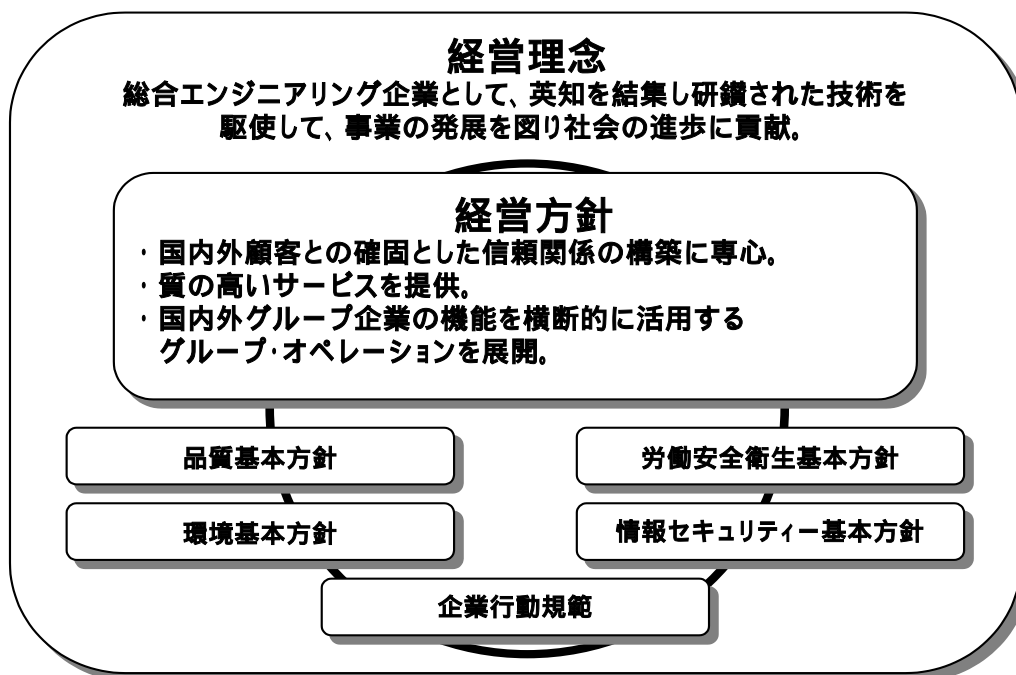 経営理念
総合エンジニアリング企業として、英知を結集し研鑽された技術を
駆使して、事業の発展を図り社会の進歩に貢献。
経営方針
・国内外顧客との確固とした信頼関係の構築に専心。
・質の高いサービスを提供。
・国内外グループ企業の機能を横断的に活用する
グループ・オペレーションを展開。
品質基本方針
労働安全衛生基本方針
環境基本方針
情報セキュリティー基本方針
企業行動規範